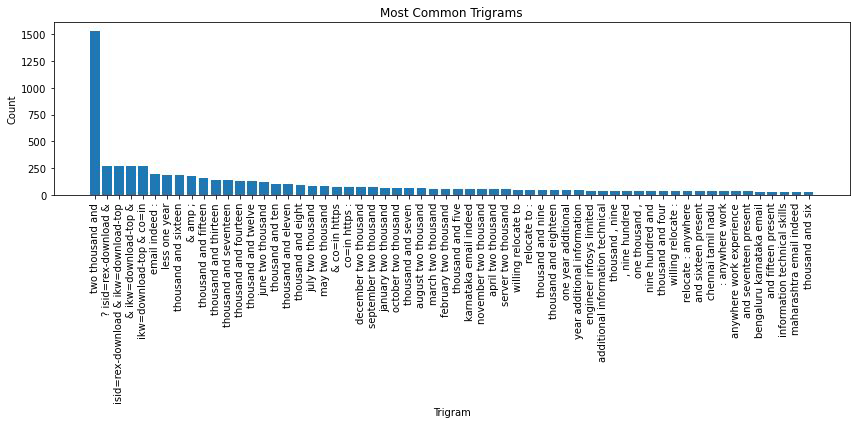 Most Common Trigrams
1500
1250
1000
750
500
250
0
Count
two thousand and
? isid=rex-download &
isid=rex-download & ikw=download-top
& ikw=download-top &
ikw=download-top & co=in
email indeed :
less one year
thousand and sixteen
& amp ;
thousand and fifteen
thousand and thirteen
thousand and seventeen
thousand and fourteen
thousand and twelve
june two thousand
thousand and ten
thousand and eleven
thousand and eight
july two thousand
may two thousand
& co=in https
co=in https :
december two thousand
september two thousand
january two thousand
october two thousand
thousand and seven
august two thousand
march two thousand
february two thousand
thousand and five
karnataka email indeed
november two thousand
april two thousand
server two thousand
willing relocate to
relocate to :
thousand and nine
thousand and eighteen
one year additional
year additional information
engineer infosys limited
additional information technical
thousand , nine
, nine hundred
one thousand ,
nine hundred and
thousand and four
willing relocate :
relocate : anywhere
and sixteen present
chennai tamil nadu
: anywhere work
anywhere work experience
and seventeen present
bengaluru karnataka email
and fifteen present
information technical skills
maharashtra email indeed
thousand and six
Trigram